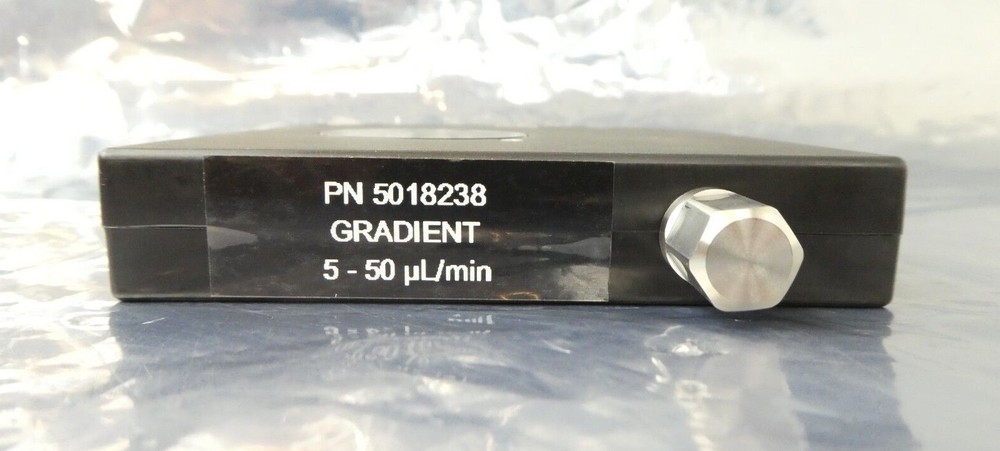 PN 5018238
GRADIENT
5 - 50 µL/min